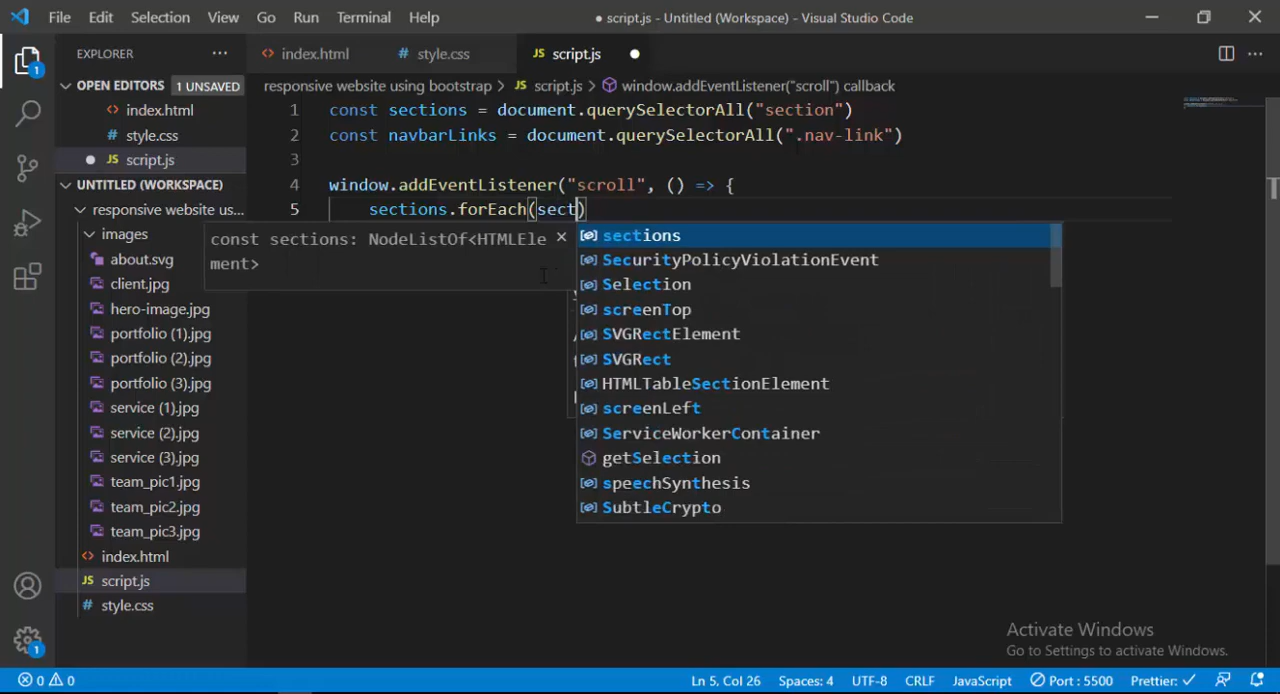 File Edit Selection View Go Run Terminal Help
● script.js - Untitled (Workspace) - Visual Studio Code
EXPLORER ···
index.html style.css JS script.js ●
OPEN EDITORS 1 UNSAVED
responsive website using bootstrap > JS script.js > window.addEventListener("scroll") callback
index.html
style.css
● JS script.js
UNTITLED (WORKSPACE)
responsive website us...
images
about.svg
client.jpg
hero-image.jpg
portfolio (1).jpg
portfolio (2).jpg
portfolio (3).jpg
service (1).jpg
service (2).jpg
service (3).jpg
team_pic1.jpg
team_pic2.jpg
team_pic3.jpg
index.html
JS script.js
style.css
1 const sections = document.querySelectorAll("section")
2 const navbarLinks = document.querySelectorAll(".nav-link")
3
4 window.addEventListener("scroll", () => {
5 sections.forEach(sect)
const sections: NodeListOf<HTMLEle
ment>
sections
SecurityPolicyViolationEvent
Selection
screenTop
SVGRectElement
SVGRect
HTMLTableSectionElement
screenLeft
ServiceWorkerContainer
getSelection
speechSynthesis
SubtleCrypto
Activate Windows
Go to Settings to activate Windows.
1
1
0 0 Ln 5, Col 26 Spaces: 4 UTF-8 CRLF JavaScript Port : 5500 Prettier: ✓